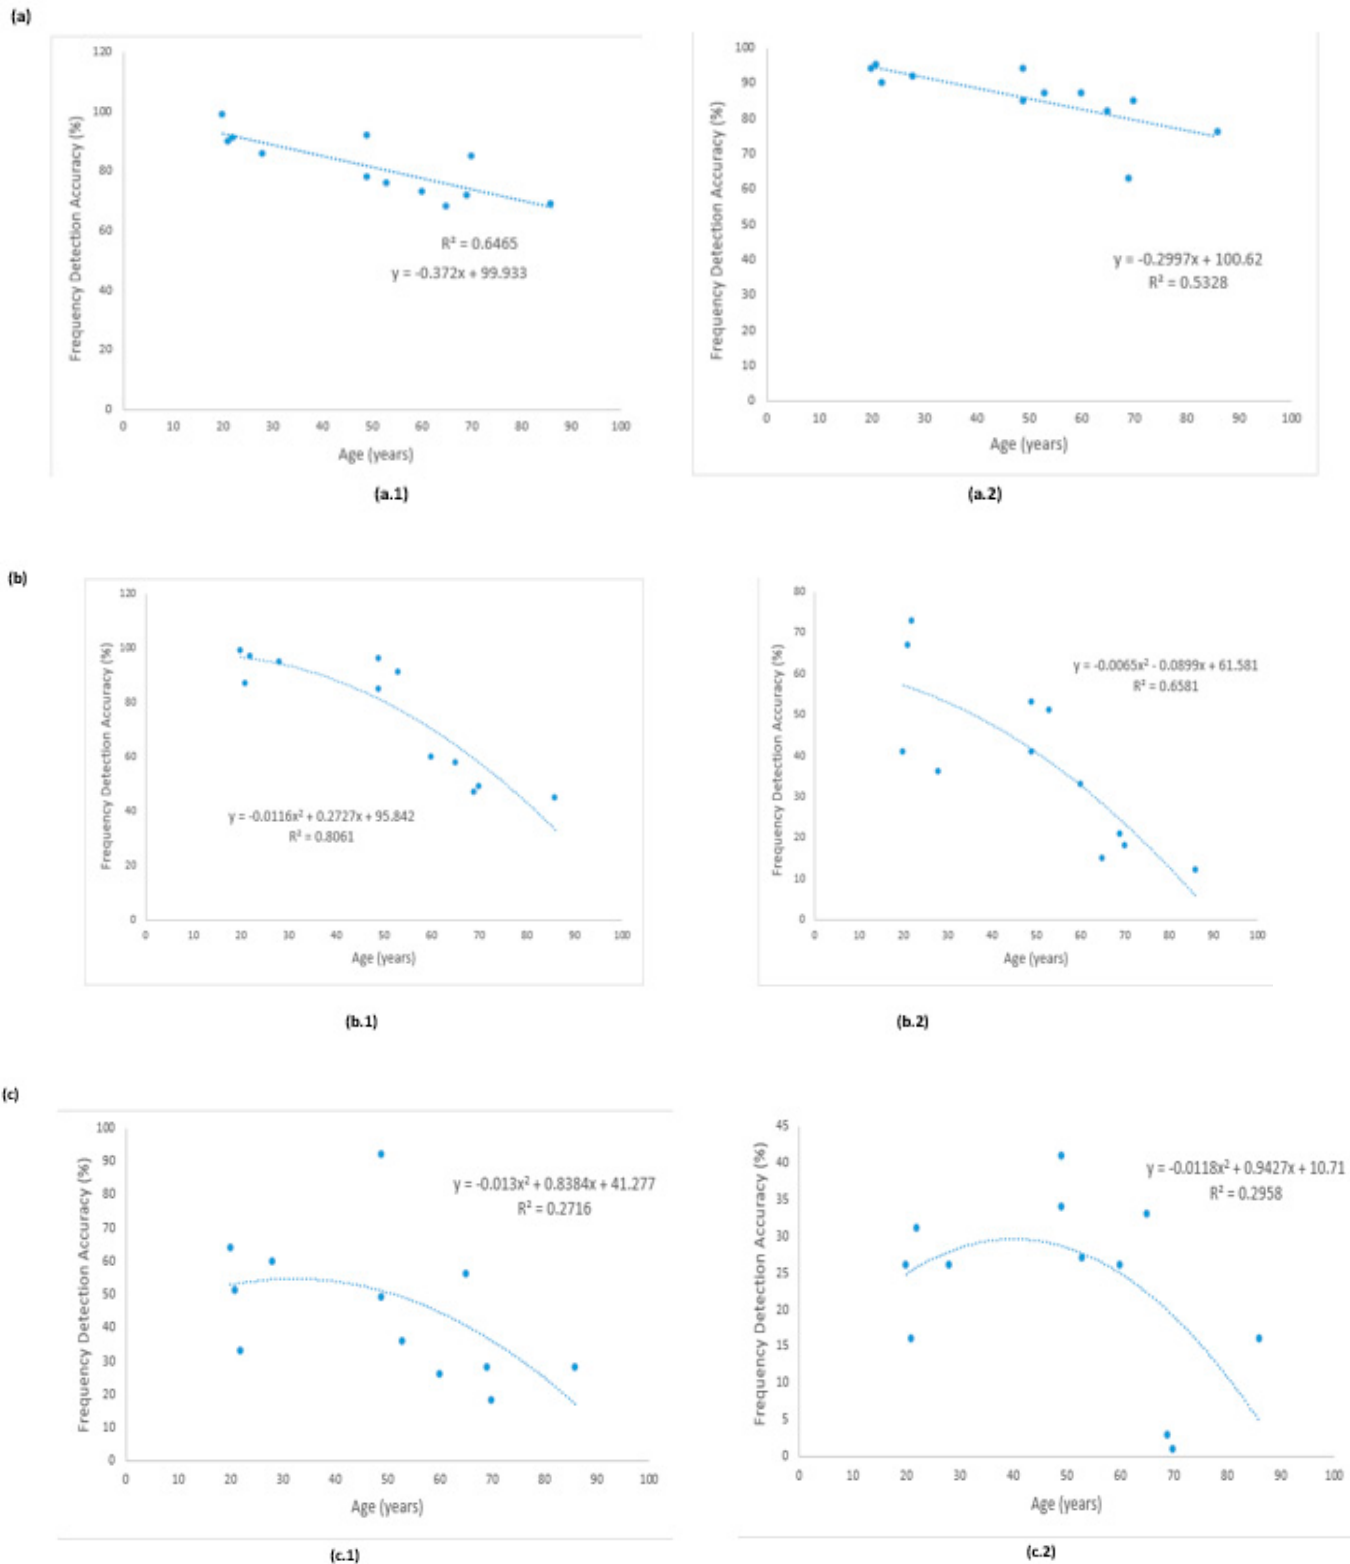 (a)
Frequency Detection Accuracy (%)
120
100
80
60
40
20
0
R² = 0.6465
y = -0.372x + 99.933
0 10 20 30 40 50 60 70 80 90 100
Age (years)
(a.1)
Frequency Detection Accuracy (%)
100
90
80
70
60
50
40
30
20
10
0
y = -0.2997x + 100.62
R² = 0.5328
0 10 20 30 40 50 60 70 80 90 100
Age (years)
(a.2)
(b)
Frequency Detection Accuracy (%)
120
100
80
60
40
20
0
y = -0.0116x² + 0.2727x + 95.842
R² = 0.8061
0 10 20 30 40 50 60 70 80 90 100
Age (years)
(b.1)
Frequency Detection Accuracy (%)
80
70
60
50
40
30
20
10
0
y = -0.0065x² - 0.0899x + 61.581
R² = 0.6581
0 10 20 30 40 50 60 70 80 90 100
Age (years)
(b.2)
(c)
Frequency Detection Accuracy (%)
100
90
80
70
60
50
40
30
20
10
0
y = -0.013x² + 0.8384x + 41.277
R² = 0.2716
0 10 20 30 40 50 60 70 80 90 100
Age (years)
(c.1)
Frequency Detection Accuracy (%)
45
40
35
30
25
20
15
10
5
0
y = -0.0118x² + 0.9427x + 10.71
R² = 0.2958
0 10 20 30 40 50 60 70 80 90 100
Age (years)
(c.2)